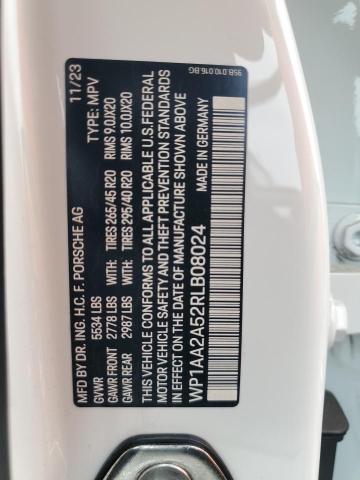 95B.010.016.BG
MFD BY DR. ING. H.C. F. PORSCHE AG 11/23
GVWR 5534 LBS TYPE: MPV
GAWR FRONT 2778 LBS WITH: TIRES 265/45 R20 RIMS 9.0JX20
GAWR REAR 2987 LBS WITH: TIRES 295/40 R20 RIMS 10.0JX20
THIS VEHICLE CONFORMS TO ALL APPLICABLE U.S. FEDERAL
MOTOR VEHICLE SAFETY, BUMPER AND THEFT PREVENTION STANDARDS
IN EFFECT ON THE DATE OF MANUFACTURE SHOWN ABOVE
WP1AA2A52RLB08024 MADE IN GERMANY